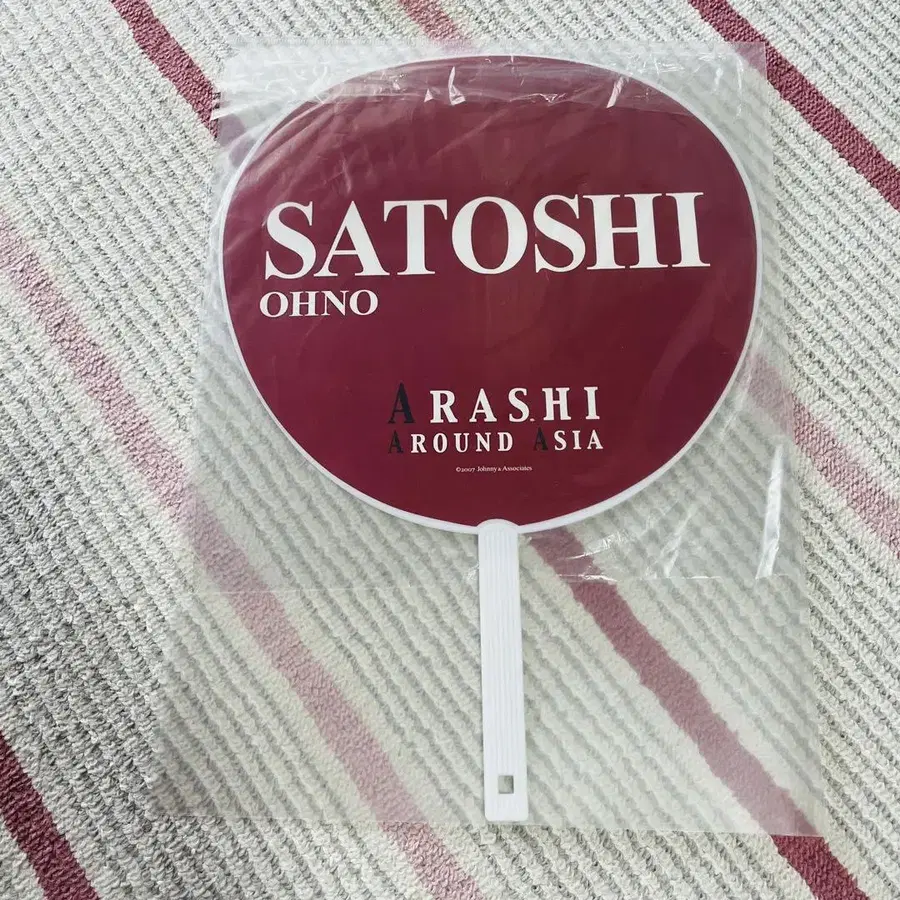 SATOSHI
OHNO
ARASHI
AROUND ASIA
©2007 Johnny & Associates